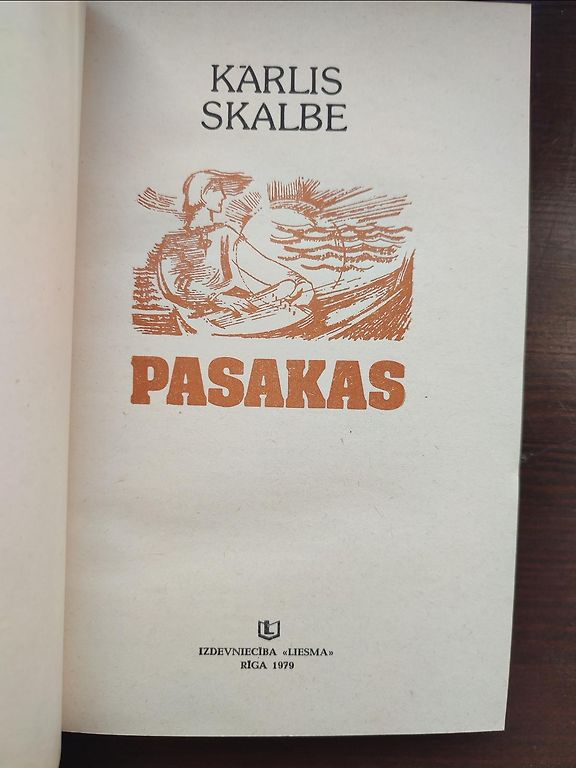 KĀRLIS
SKALBE
PASAKAS
IZDEVNIECĪBA «LIESMA»
RĪGA 1979